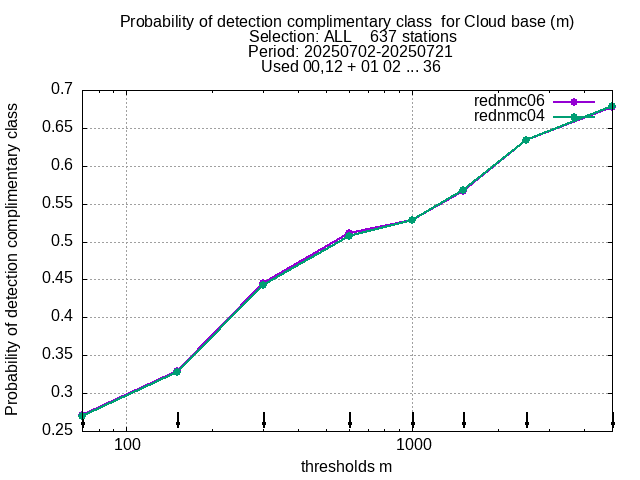 Probability of detection complimentary class  for Cloud base (m)
Selection: ALL    637 stations
Period: 20250702-20250721
Used 00,12 + 01 02 ... 36
rednmc06
rednmc04
0.7
0.65
0.6
0.55
0.5
0.45
0.4
0.35
0.3
0.25
Probability of detection complimentary class
100
1000
thresholds m